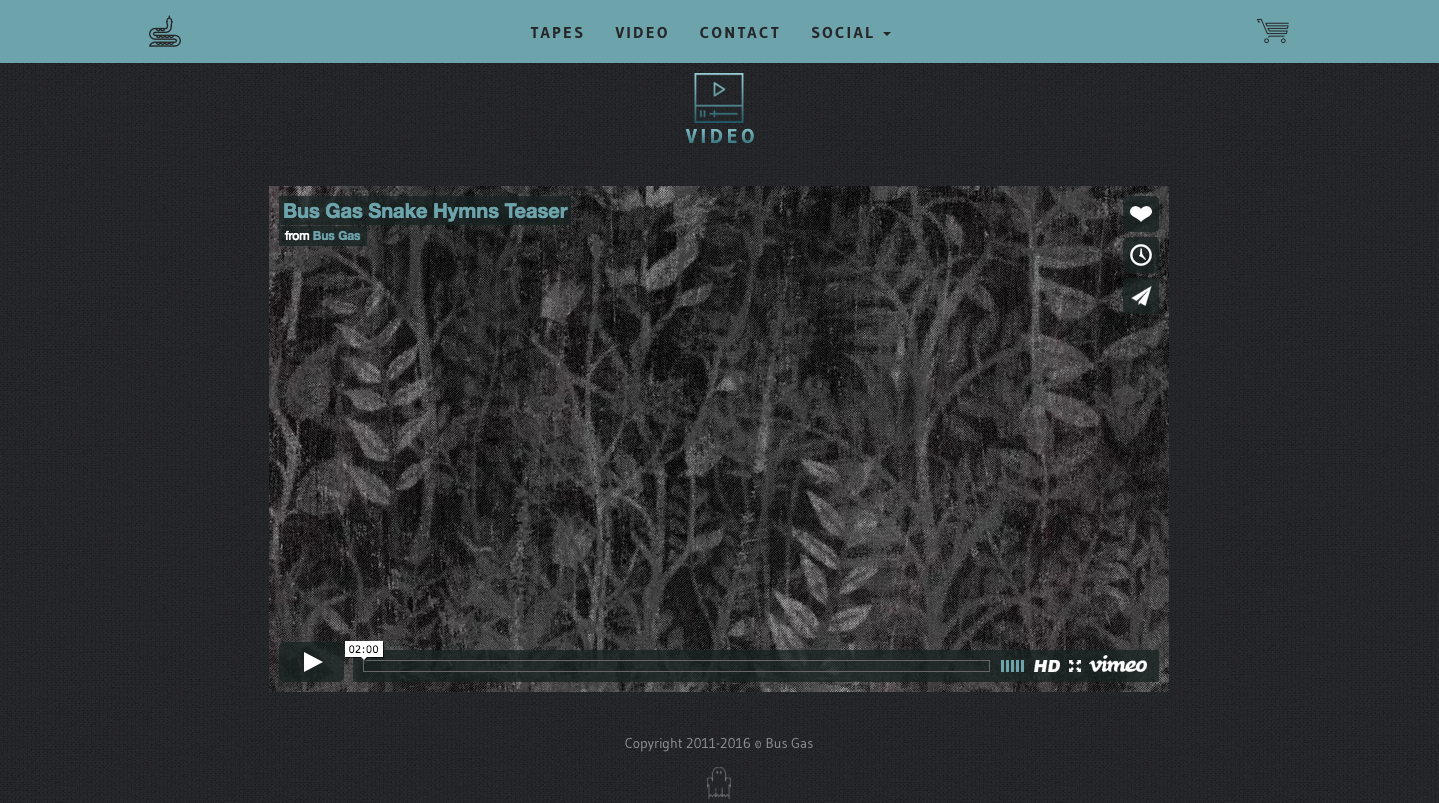 TAPES VIDEO CONTACT SOCIAL
VIDEO
Bus Gas Snake Hymns Teaser
from Bus Gas
02:00
HD vimeo
Copyright 2011-2016 © Bus Gas